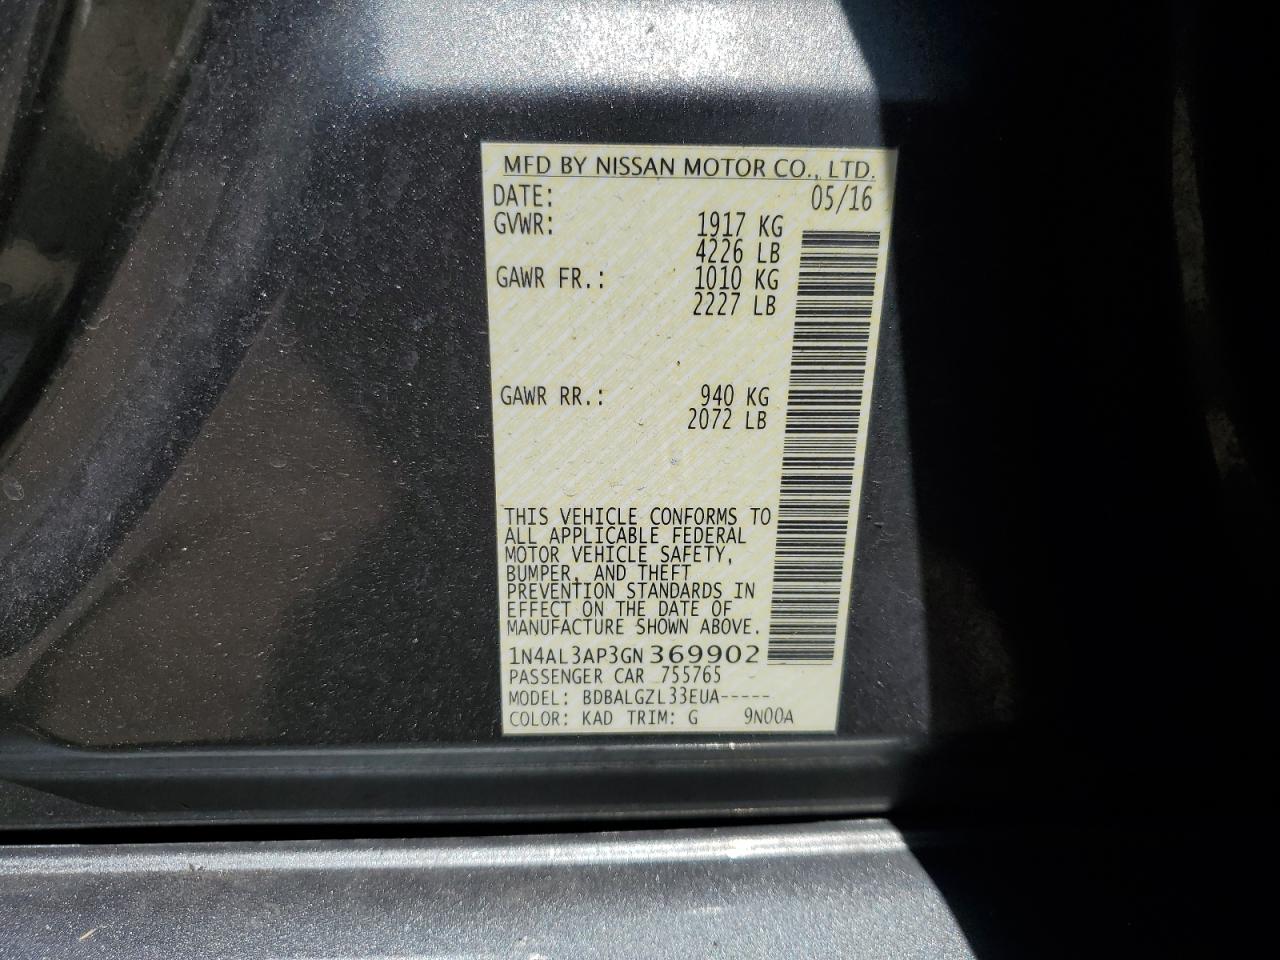 MFD BY NISSAN MOTOR CO., LTD.
DATE: 05/16
GVWR: 1917 KG
4226 LB
GAWR FR.: 1010 KG
2227 LB
GAWR RR.: 940 KG
2072 LB
THIS VEHICLE CONFORMS TO
ALL APPLICABLE FEDERAL
MOTOR VEHICLE SAFETY,
BUMPER, AND THEFT
PREVENTION STANDARDS IN
EFFECT ON THE DATE OF
MANUFACTURE SHOWN ABOVE.
1N4AL3AP3GN369902
PASSENGER CAR 755765
MODEL: BDBALGZL33EUA-----
COLOR: KAD TRIM: G 9N00A